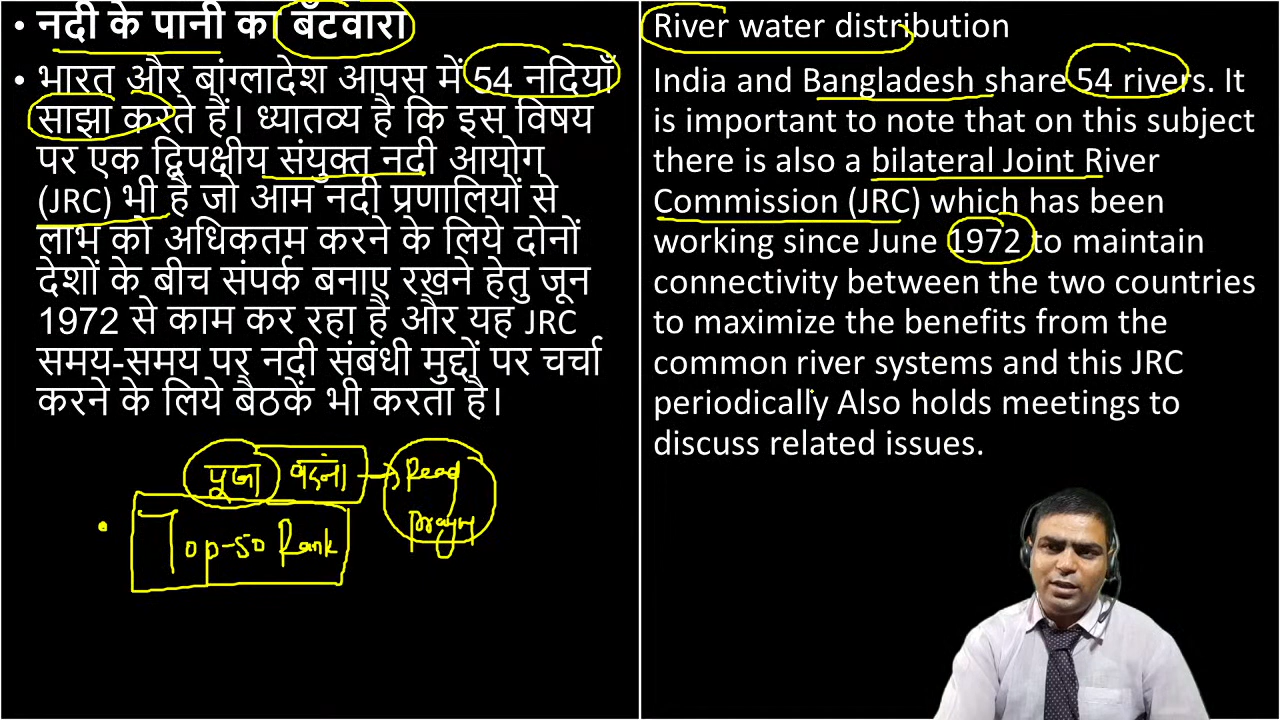 • नदी के पानी का बँटवारा
• भारत और बांग्लादेश आपस में 54 नदियाँ
साझा करते हैं। ध्यातव्य है कि इस विषय
पर एक द्विपक्षीय संयुक्त नदी आयोग
(JRC) भी है जो आम नदी प्रणालियों से
लाभ को अधिकतम करने के लिये दोनों
देशों के बीच संपर्क बनाए रखने हेतु जून
1972 से काम कर रहा है और यह JRC
समय-समय पर नदी संबंधी मुद्दों पर चर्चा
करने के लिये बैठकें भी करता है।
पूजा
Read
Top-50 Rank
River water distribution
India and Bangladesh share 54 rivers. It
is important to note that on this subject
there is also a bilateral Joint River
Commission (JRC) which has been
working since June 1972 to maintain
connectivity between the two countries
to maximize the benefits from the
common river systems and this JRC
periodically Also holds meetings to
discuss related issues.